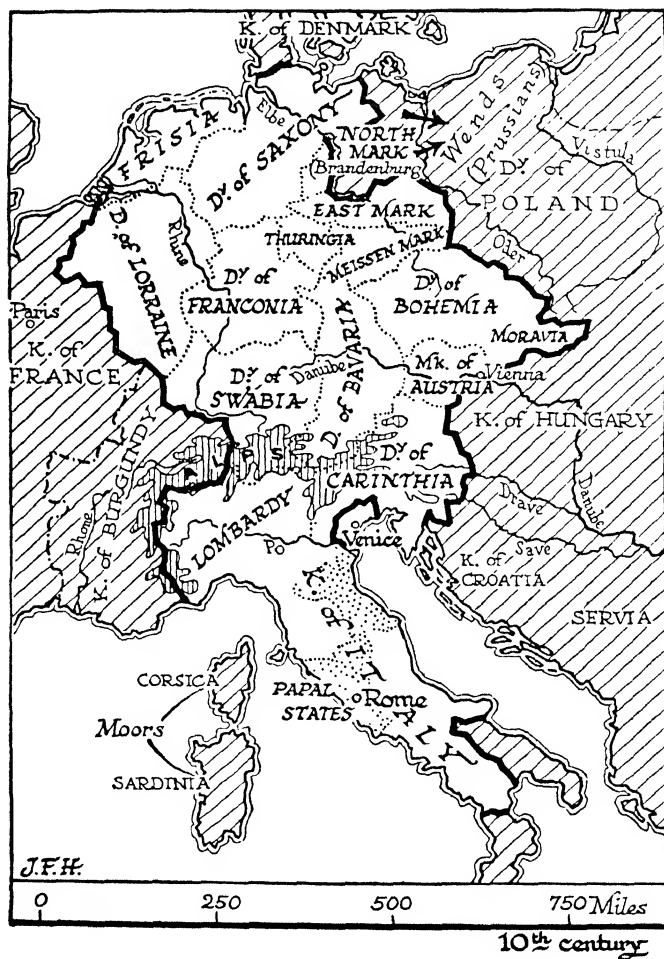 K. of DENMARK
FRISIA
Elbe
Dy. of SAXONY
NORTH
MARK
(Brandenburg)
Wends
(Prussians)
Vistula
Dy. of
POLAND
EAST MARK
THURINGIA
MEISSEN MARK
Oder
D. of LORRAINE
Rhine
Dy. of
FRANCONIA
Dy. of
BOHEMIA
MORAVIA
Paris
K. of
FRANCE
Dy. of
SWABIA
Danube
D. of BAVARIA
Mk. of
AUSTRIA
Vienna
K. of HUNGARY
Danube
K. of BURGUNDY
Rhone
ALPS
Dy. of
CARINTHIA
Drave
Save
LOMBARDY
Po
Venice
K. of
CROATIA
SERVIA
K. of ITALY
CORSICA
PAPAL
STATES
Rome
Moors
SARDINIA
J.F.H.
0 250 500 750 Miles
10th century